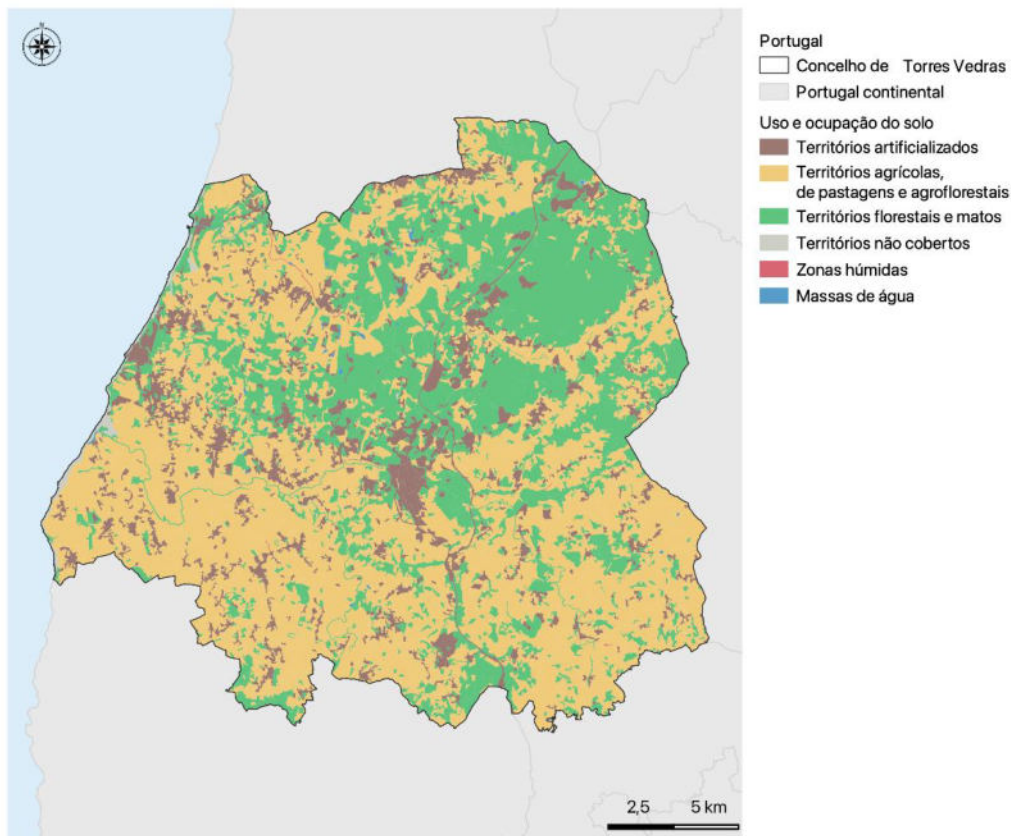 N
Portugal
Concelho de Torres Vedras
Portugal continental
Uso e ocupação do solo
Territórios artificializados
Territórios agrícolas,
de pastagens e agroflorestais
Territórios florestais e matos
Territórios não cobertos
Zonas húmidas
Massas de água
2,5 5 km